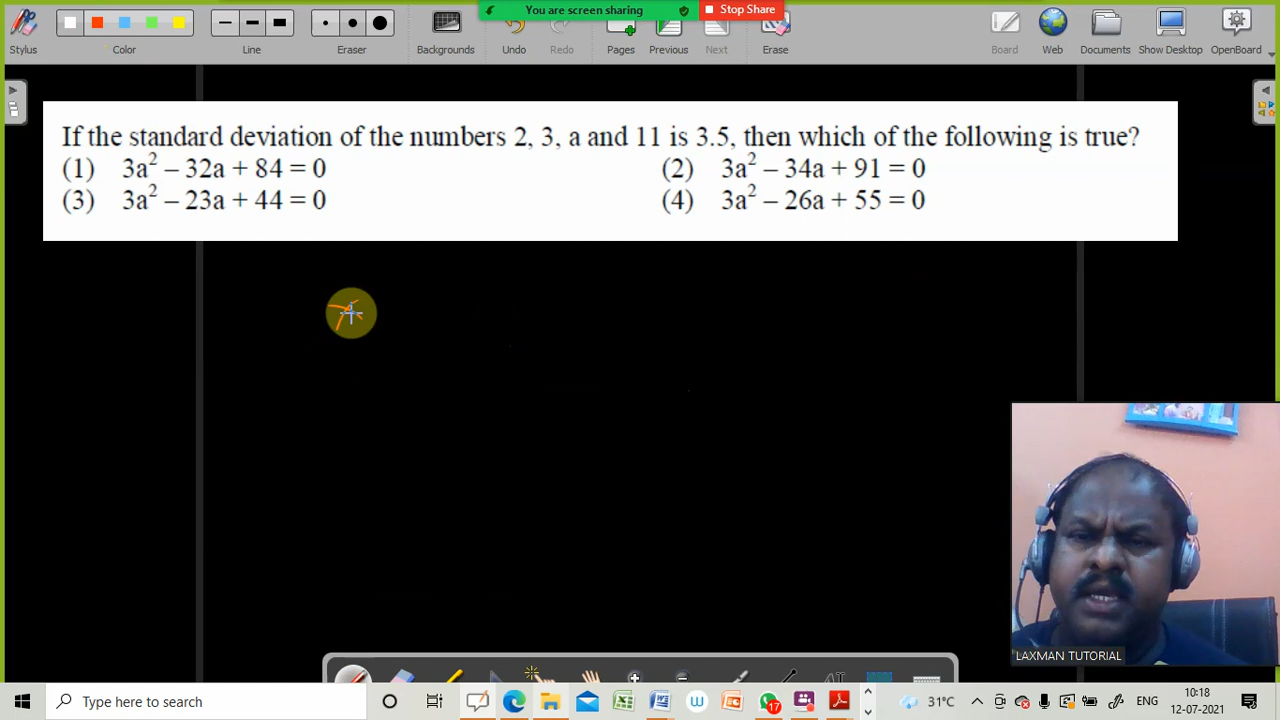 You are screen sharing
Stop Share
Stylus
Color
Line
Eraser
Backgrounds
Undo
Redo
Pages
Previous
Next
Erase
Board
Web
Documents
Show Desktop
OpenBoard
If the standard deviation of the numbers 2, 3, a and 11 is 3.5, then which of the following is true?
(1) 3a² – 32a + 84 = 0 (2) 3a² – 34a + 91 = 0
(3) 3a² – 23a + 44 = 0 (4) 3a² – 26a + 55 = 0
LAXMAN TUTORIAL
Type here to search
17
31°C
ENG
10:18
12-07-2021